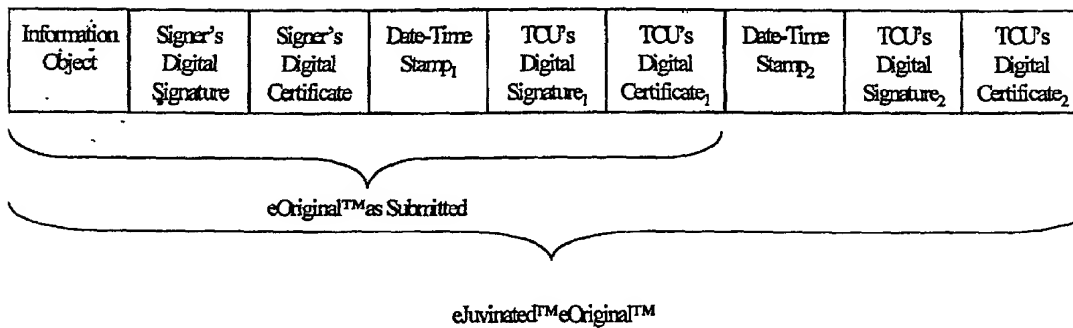 Information Object
Signer's Digital Signature
Signer's Digital Certificate
Date-Time Stamp₁
TCU's Digital Signature₁
TCU's Digital Certificate₁
Date-Time Stamp₂
TCU's Digital Signature₂
TCU's Digital Certificate₂
eOriginal™as Submitted
eJuvinated™eOriginal™